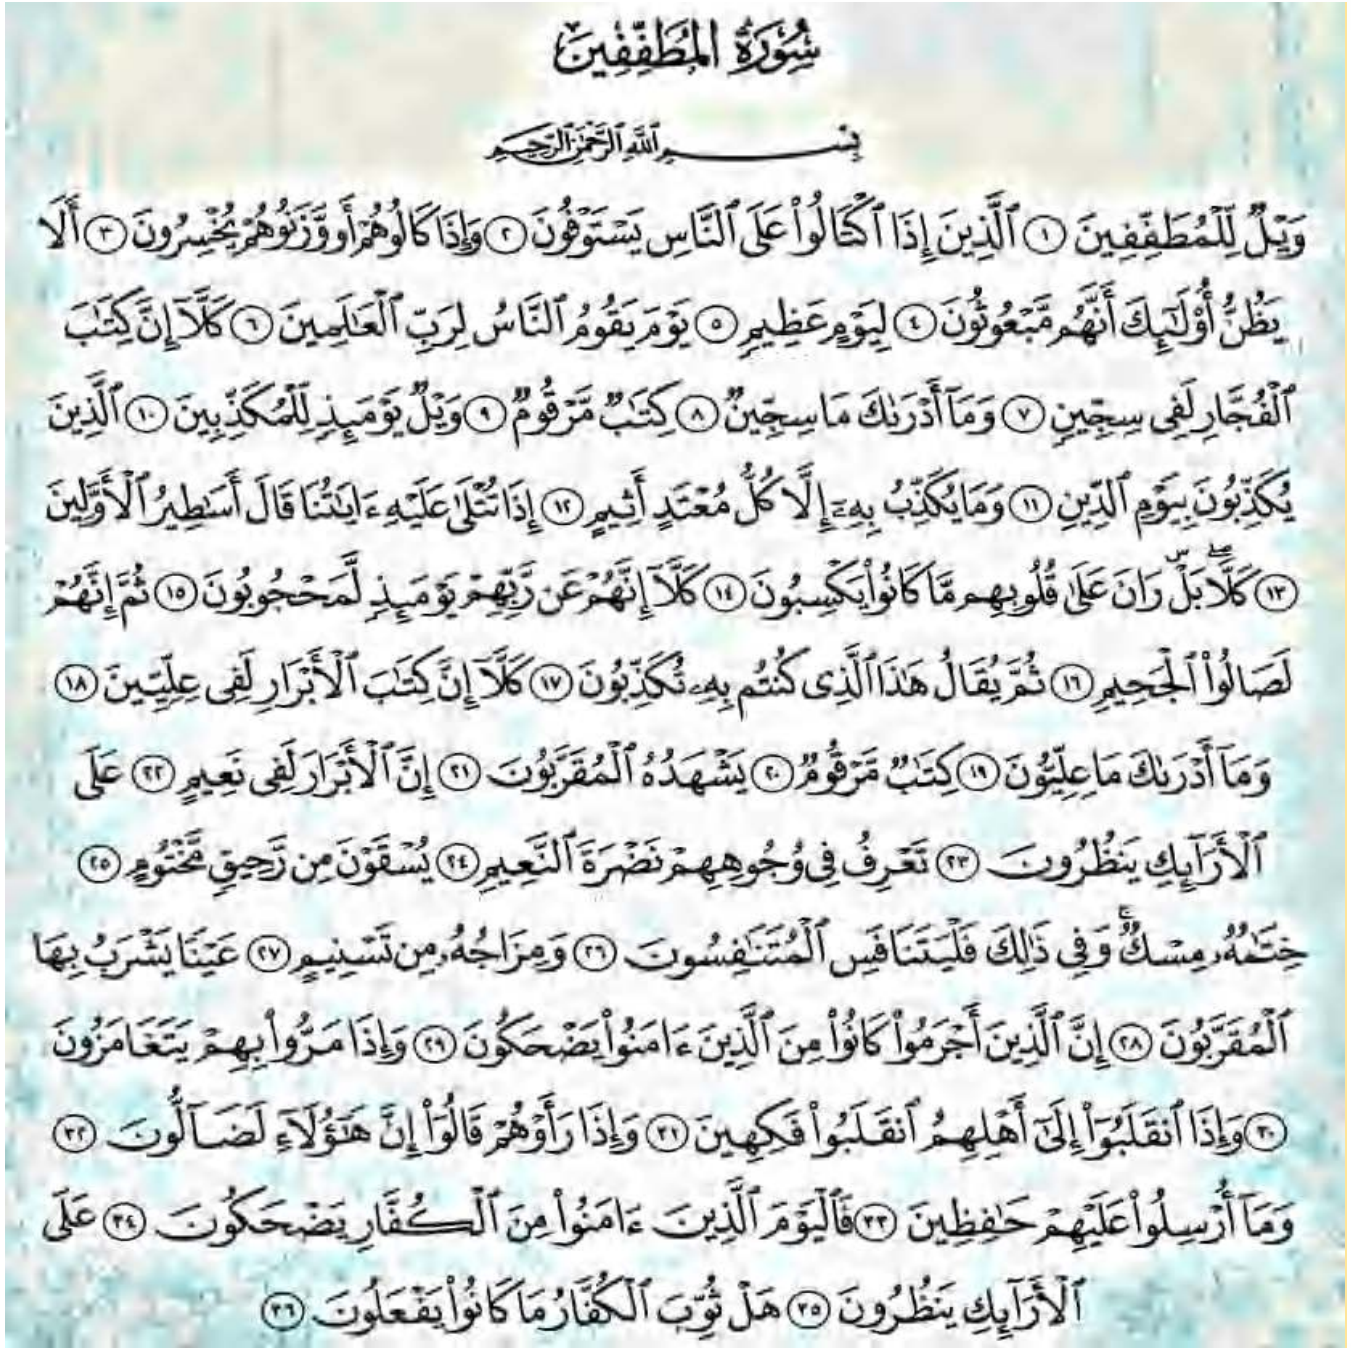 سُورَةُ المُطَفِّفِينَ
بِسْمِ ٱللَّهِ ٱلرَّحْمَٰنِ ٱلرَّحِيمِ
وَيْلٌ لِّلْمُطَفِّفِينَ ١ ٱلَّذِينَ إِذَا ٱكْتَالُوا۟ عَلَى ٱلنَّاسِ يَسْتَوْفُونَ ٢ وَإِذَا كَالُوهُمْ أَو وَّزَنُوهُمْ يُخْسِرُونَ ٣ أَلَا
يَظُنُّ أُو۟لَٰٓئِكَ أَنَّهُم مَّبْعُوثُونَ ٤ لِيَوْمٍ عَظِيمٍ ٥ يَوْمَ يَقُومُ ٱلنَّاسُ لِرَبِّ ٱلْعَٰلَمِينَ ٦ كَلَّآ إِنَّ كِتَٰبَ
ٱلْفُجَّارِ لَفِى سِجِّينٍ ٧ وَمَآ أَدْرَىٰكَ مَا سِجِّينٌ ٨ كِتَٰبٌ مَّرْقُومٌ ٩ وَيْلٌ يَوْمَئِذٍ لِّلْمُكَذِّبِينَ ١٠ ٱلَّذِينَ
يُكَذِّبُونَ بِيَوْمِ ٱلدِّينِ ١١ وَمَا يُكَذِّبُ بِهِۦٓ إِلَّا كُلُّ مُعْتَدٍ أَثِيمٍ ١٢ إِذَا تُتْلَىٰ عَلَيْهِ ءَايَٰتُنَا قَالَ أَسَٰطِيرُ ٱلْأَوَّلِينَ
١٣ كَلَّا ۖ بَلْ ۜ رَانَ عَلَىٰ قُلُوبِهِم مَّا كَانُوا۟ يَكْسِبُونَ ١٤ كَلَّآ إِنَّهُمْ عَن رَّبِّهِمْ يَوْمَئِذٍ لَّمَحْجُوبُونَ ١٥ ثُمَّ إِنَّهُمْ
لَصَالُوا۟ ٱلْجَحِيمِ ١٦ ثُمَّ يُقَالُ هَٰذَا ٱلَّذِى كُنتُم بِهِۦ تُكَذِّبُونَ ١٧ كَلَّآ إِنَّ كِتَٰبَ ٱلْأَبْرَارِ لَفِى عِلِّيِّينَ ١٨
وَمَآ أَدْرَىٰكَ مَا عِلِّيُّونَ ١٩ كِتَٰبٌ مَّرْقُومٌ ٢٠ يَشْهَدُهُ ٱلْمُقَرَّبُونَ ٢١ إِنَّ ٱلْأَبْرَارَ لَفِى نَعِيمٍ ٢٢ عَلَى
ٱلْأَرَآئِكِ يَنظُرُونَ ٢٣ تَعْرِفُ فِى وُجُوهِهِمْ نَضْرَةَ ٱلنَّعِيمِ ٢٤ يُسْقَوْنَ مِن رَّحِيقٍ مَّخْتُومٍ ٢٥
خِتَٰمُهُۥ مِسْكٌ ۚ وَفِى ذَٰلِكَ فَلْيَتَنَافَسِ ٱلْمُتَنَٰفِسُونَ ٢٦ وَمِزَاجُهُۥ مِن تَسْنِيمٍ ٢٧ عَيْنًا يَشْرَبُ بِهَا
ٱلْمُقَرَّبُونَ ٢٨ إِنَّ ٱلَّذِينَ أَجْرَمُوا۟ كَانُوا۟ مِنَ ٱلَّذِينَ ءَامَنُوا۟ يَضْحَكُونَ ٢٩ وَإِذَا مَرُّوا۟ بِهِمْ يَتَغَامَزُونَ
٣٠ وَإِذَا ٱنقَلَبُوٓا۟ إِلَىٰٓ أَهْلِهِمُ ٱنقَلَبُوا۟ فَكِهِينَ ٣١ وَإِذَا رَأَوْهُمْ قَالُوٓا۟ إِنَّ هَٰٓؤُلَآءِ لَضَآلُّونَ ٣٢
وَمَآ أُرْسِلُوا۟ عَلَيْهِمْ حَٰفِظِينَ ٣٣ فَٱلْيَوْمَ ٱلَّذِينَ ءَامَنُوا۟ مِنَ ٱلْكُفَّارِ يَضْحَكُونَ ٣٤ عَلَى
ٱلْأَرَآئِكِ يَنظُرُونَ ٣٥ هَلْ ثُوِّبَ ٱلْكُفَّارُ مَا كَانُوا۟ يَفْعَلُونَ ٣٦